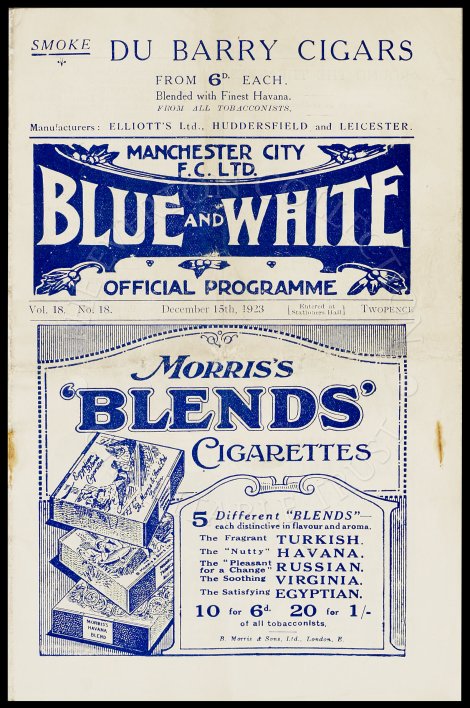 SMOKE DU BARRY CIGARS
FROM 6D. EACH.
Blended with Finest Havana.
FROM ALL TOBACCONISTS.
Manufacturers: ELLIOTT'S Ltd., HUDDERSFIELD and LEICESTER.
MANCHESTER CITY
F.C. LTD.
BLUE AND WHITE
OFFICIAL PROGRAMME
Vol. 18. No. 18. December 15th, 1923 [Entered at Stationers Hall] TWOPENCE
MORRIS'S
'BLENDS'
CIGARETTES
5 Different "BLENDS"—
each distinctive in flavour and aroma.
The Fragrant TURKISH.
The "Nutty" HAVANA.
The "Pleasant for a Change" RUSSIAN.
The Soothing VIRGINIA.
The Satisfying EGYPTIAN.
10 for 6d. 20 for 1/-
of all tobacconists.
B. Morris & Sons, Ltd., London, E.
MORRIS'S
HAVANA
BLEND